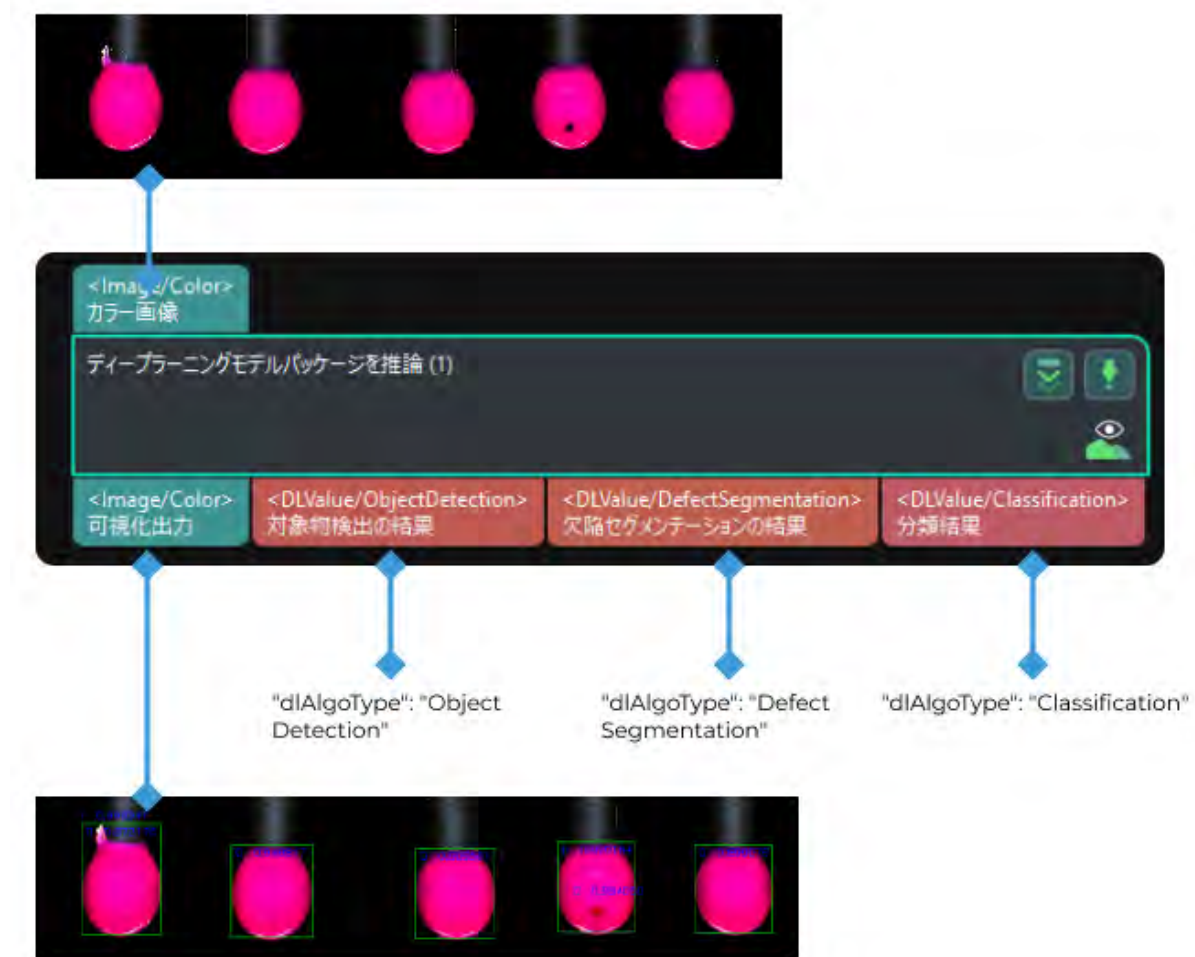 <Image/Color>
カラー画像
ディープラーニングモデルパッケージを推論 (1)
<Image/Color>
可視化出力
<DLValue/ObjectDetection>
対象物検出の結果
<DLValue/DefectSegmentation>
欠陥セグメンテーションの結果
<DLValue/Classification>
分類結果
"dlAlgoType": "Object
Detection"
"dlAlgoType": "Defect
Segmentation"
"dlAlgoType": "Classification"